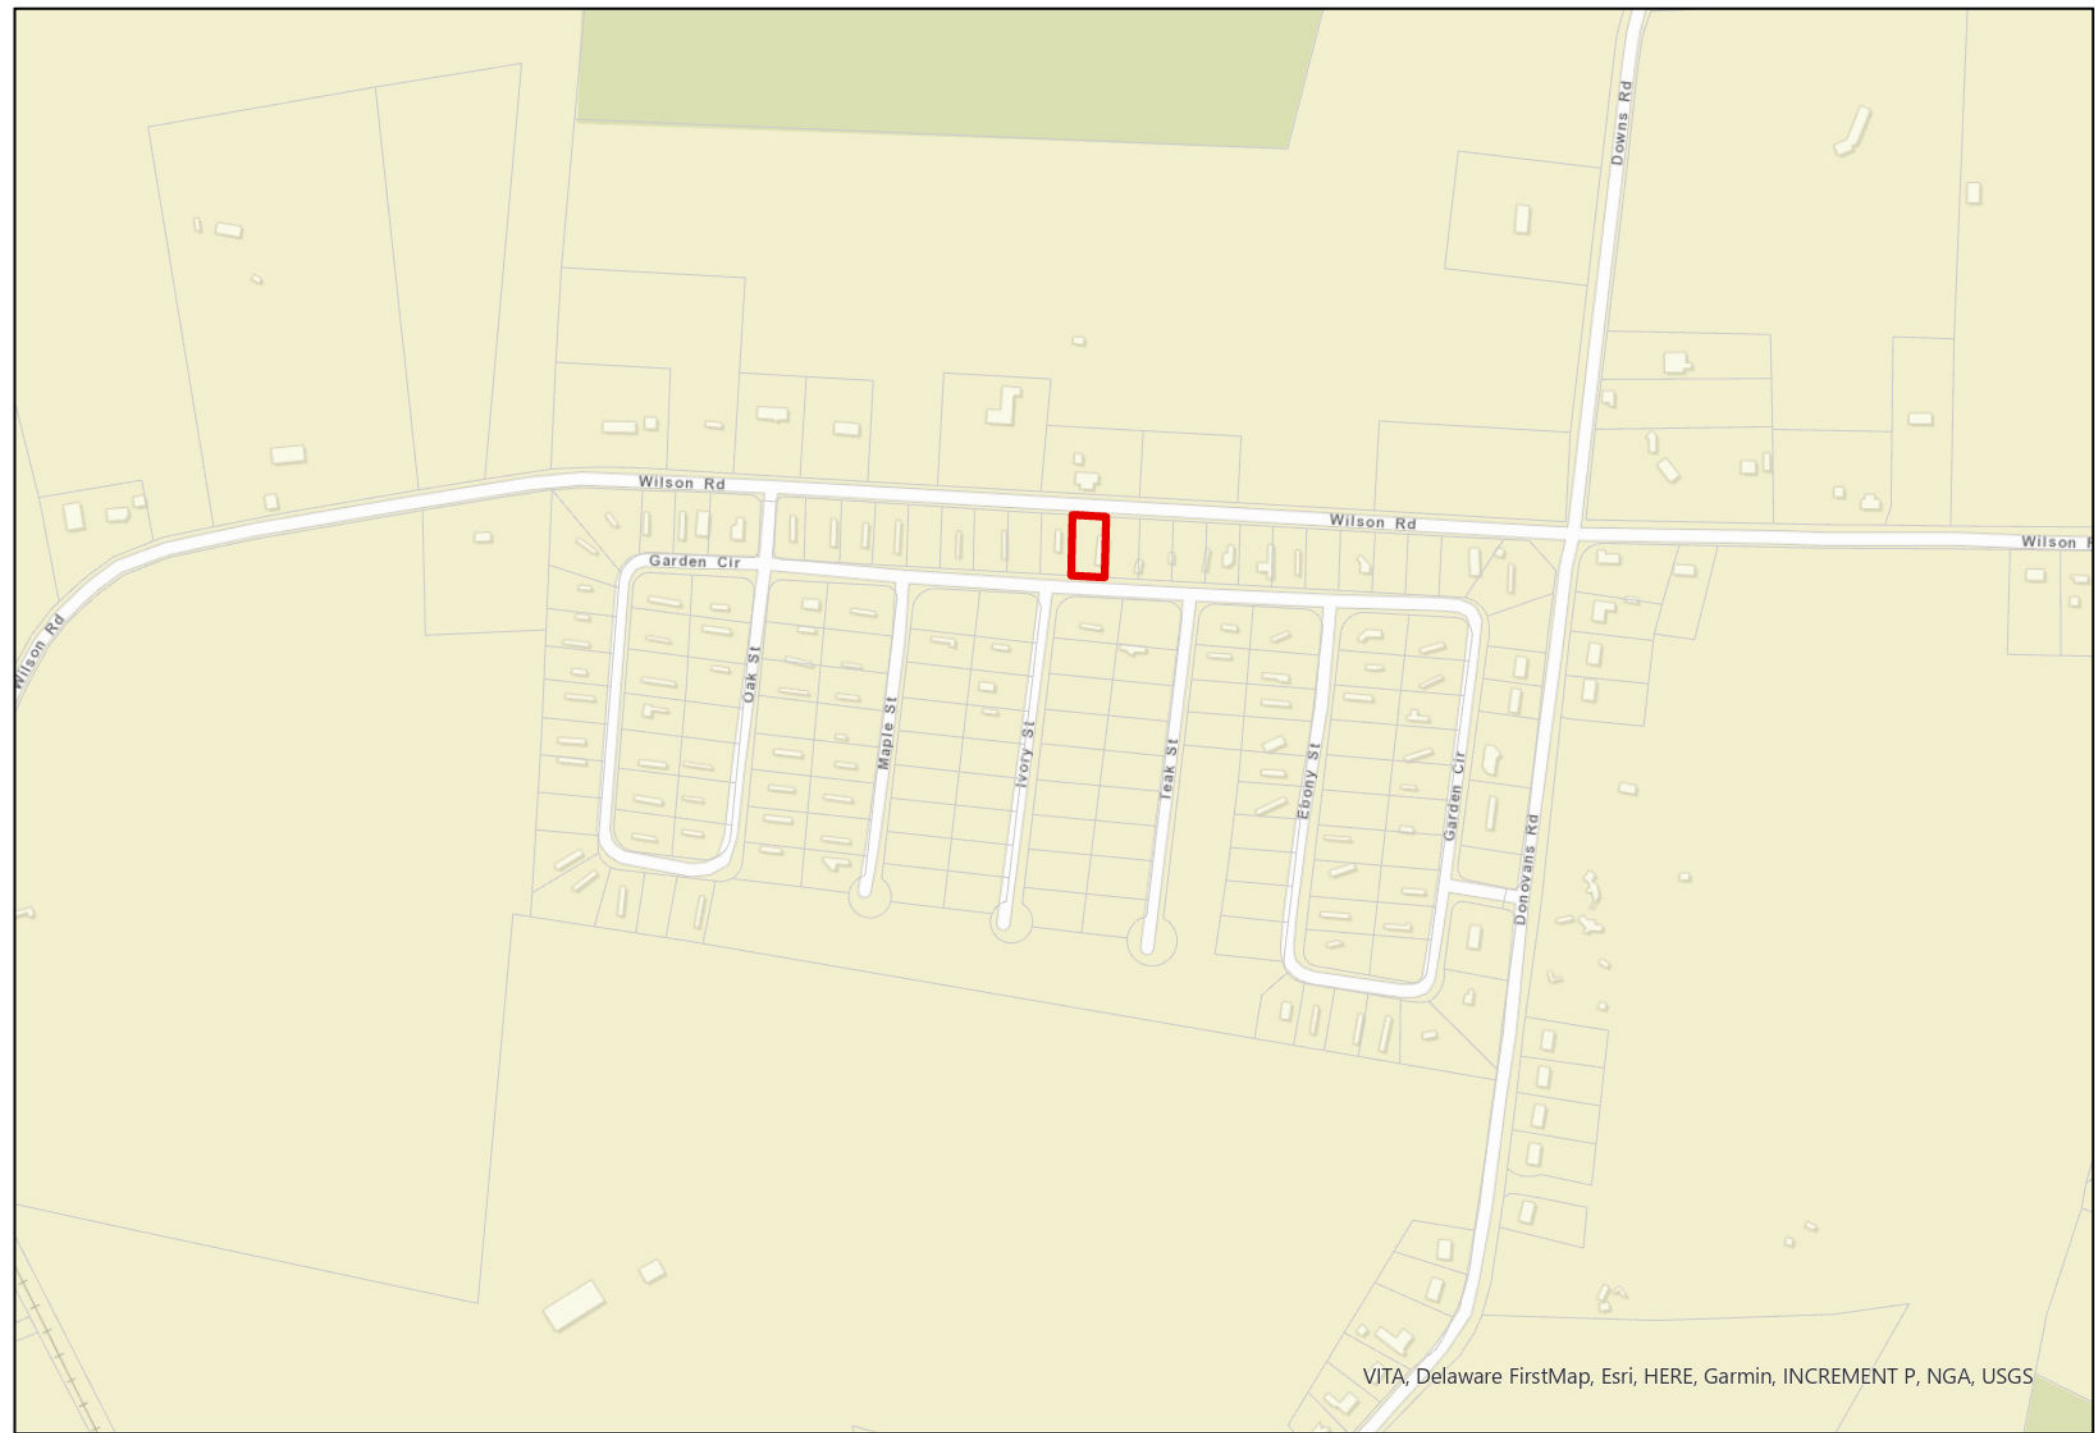 Downs Rd
Wilson Rd
Wilson Rd
Wilson R
Garden Cir
Wilson Rd
Oak St
Maple St
Ivory St
Teak St
Ebony St
Garden Cir
Donovans Rd
VITA, Delaware FirstMap, Esri, HERE, Garmin, INCREMENT P, NGA, USGS